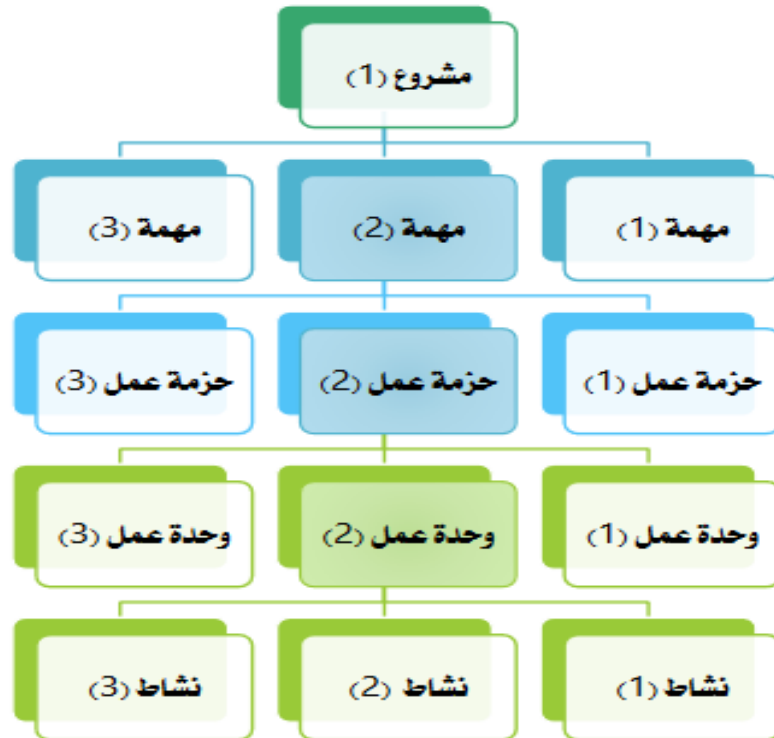 مشروع (1)
مهمة (1)
مهمة (2)
مهمة (3)
حزمة عمل (1)
حزمة عمل (2)
حزمة عمل (3)
وحدة عمل (1)
وحدة عمل (2)
وحدة عمل (3)
نشاط (1)
نشاط (2)
نشاط (3)